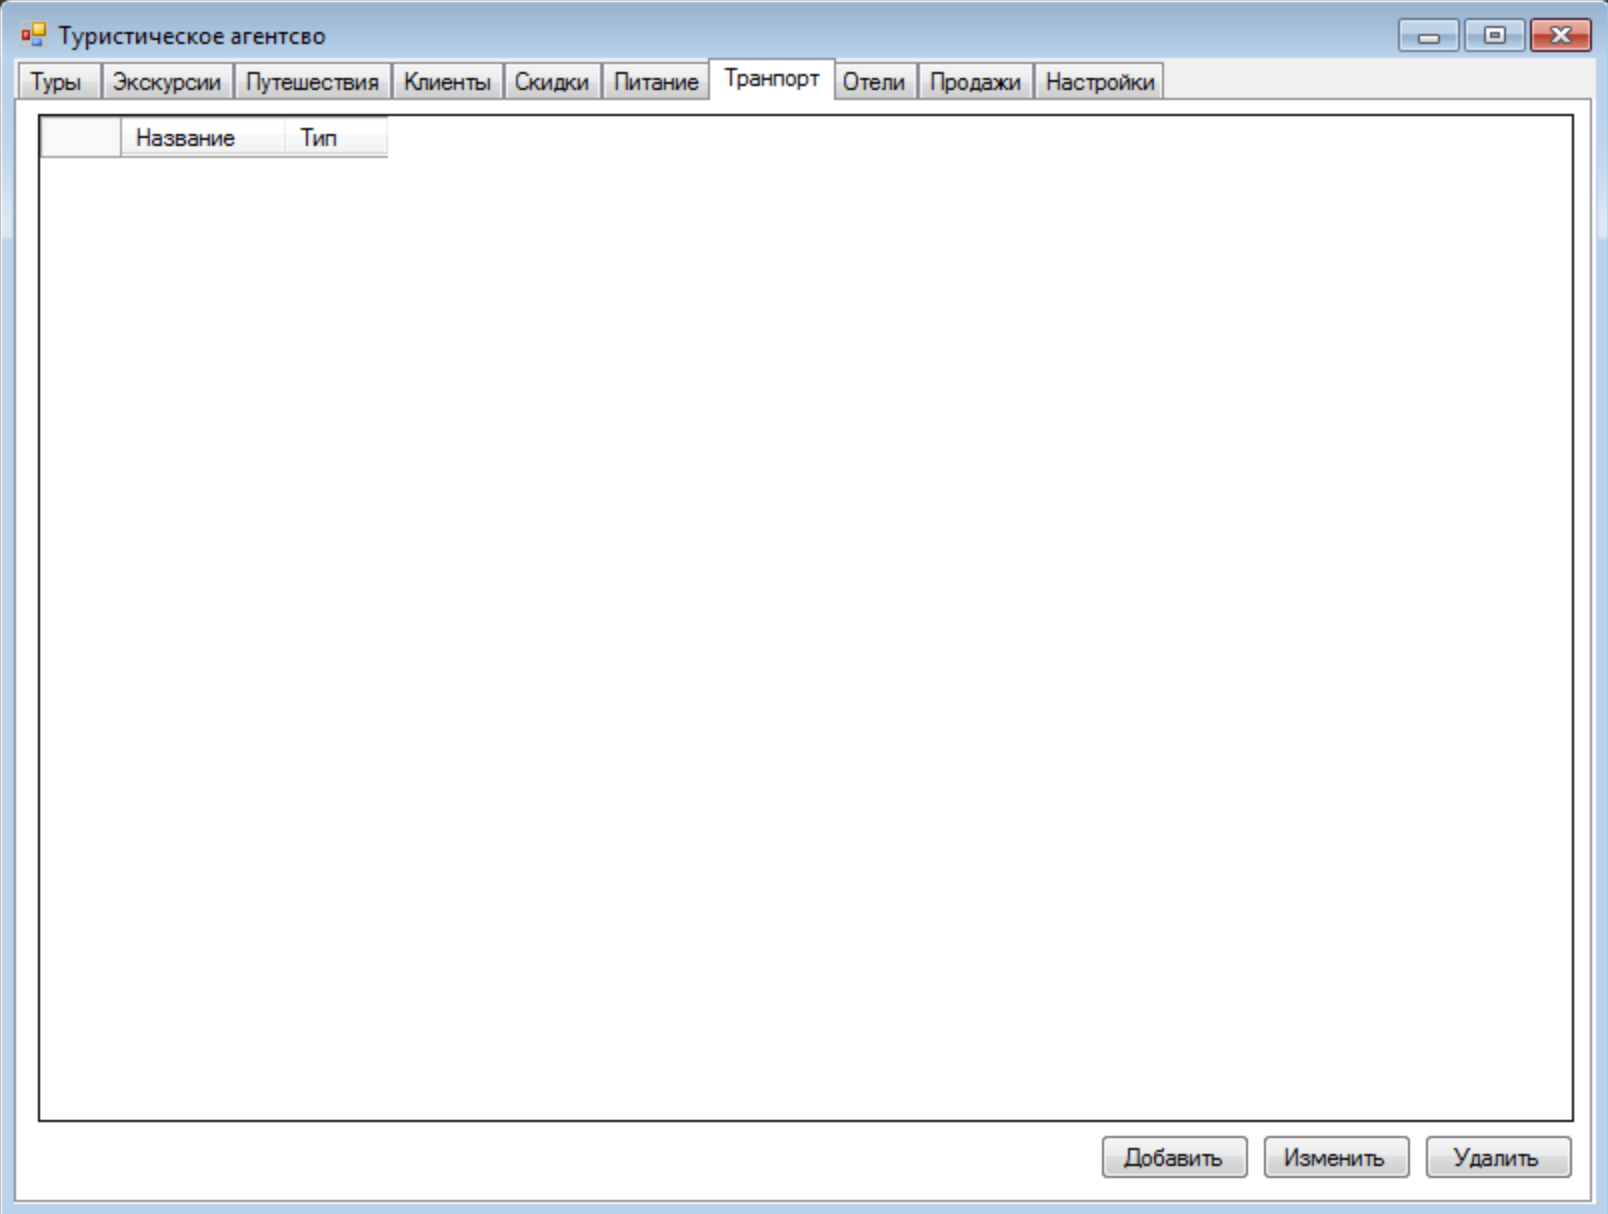 Туристическое агентсво
Туры Экскурсии Путешествия Клиенты Скидки Питание Транпорт Отели Продажи Настройки
Название Тип
Добавить Изменить Удалить